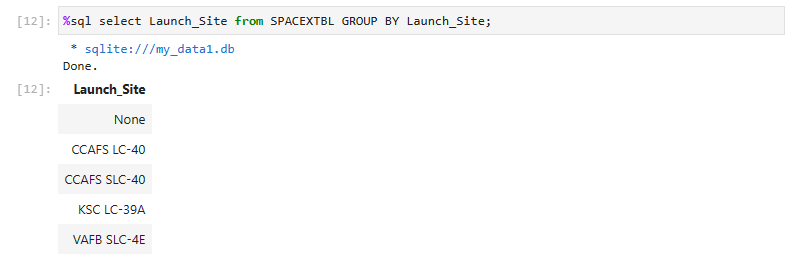 [12]: %sql select Launch_Site from SPACEXTBL GROUP BY Launch_Site;
* sqlite:///my_data1.db
Done.
[12]: Launch_Site
None
CCAFS LC-40
CCAFS SLC-40
KSC LC-39A
VAFB SLC-4E